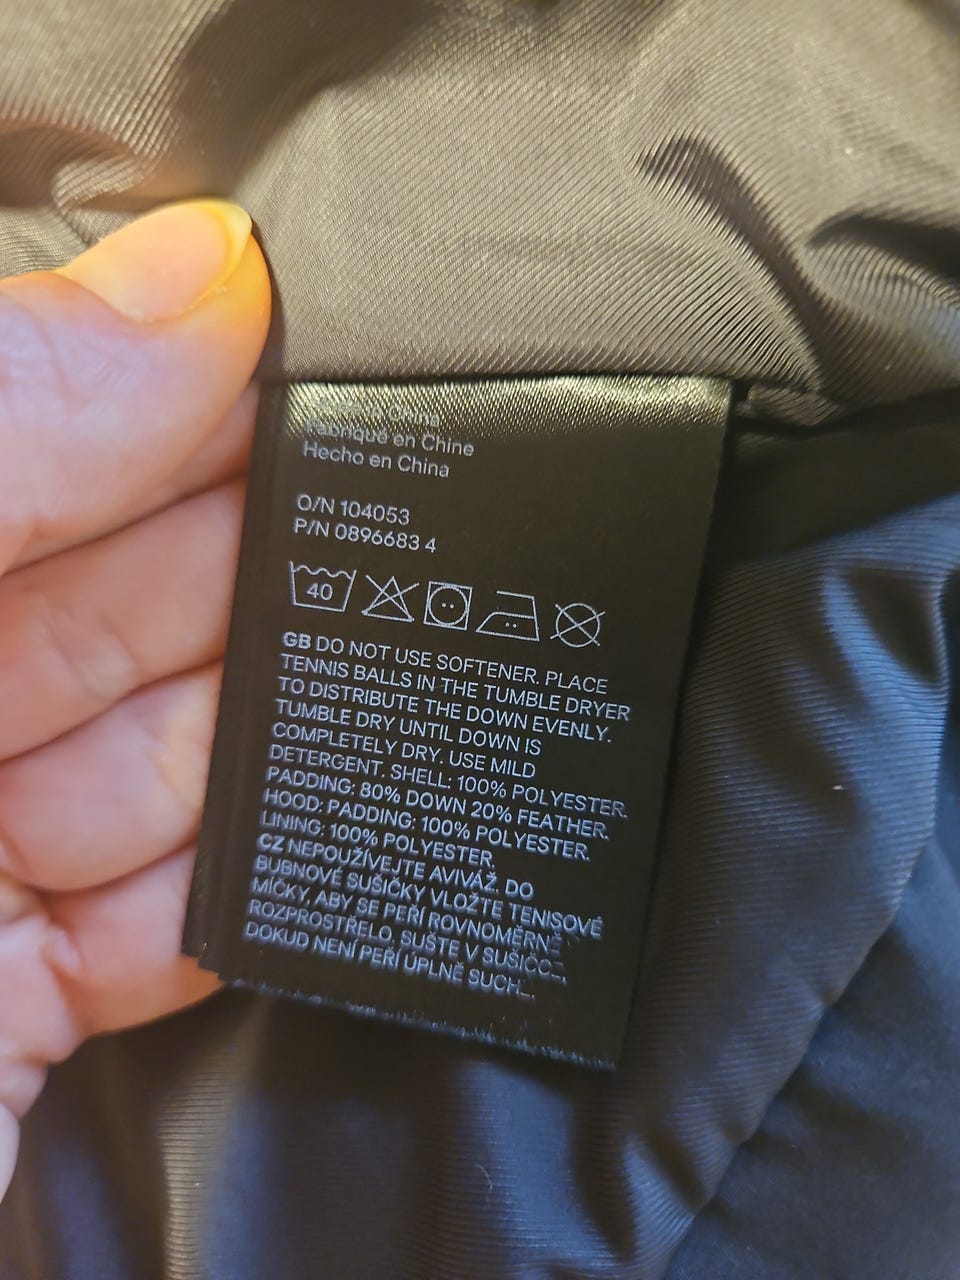 Made in China
Fabriqué en Chine
Hecho en China
O/N 104053
P/N 0896683 4
40
GB DO NOT USE SOFTENER. PLACE
TENNIS BALLS IN THE TUMBLE DRYER
TO DISTRIBUTE THE DOWN EVENLY.
TUMBLE DRY UNTIL DOWN IS
COMPLETELY DRY. USE MILD
DETERGENT. SHELL: 100% POLYESTER.
PADDING: 80% DOWN 20% FEATHER.
HOOD: PADDING: 100% POLYESTER.
LINING: 100% POLYESTER.
CZ NEPOUŽÍVEJTE AVIVÁŽ. DO
BUBNOVÉ SUŠIČKY VLOŽTE TENISOVÉ
MÍČKY, ABY SE PEŘÍ ROVNOMĚRNĚ
ROZPROSTŘELO. SUŠTE V
DOKUD NENÍ PEŘÍ ÚPLNĚ